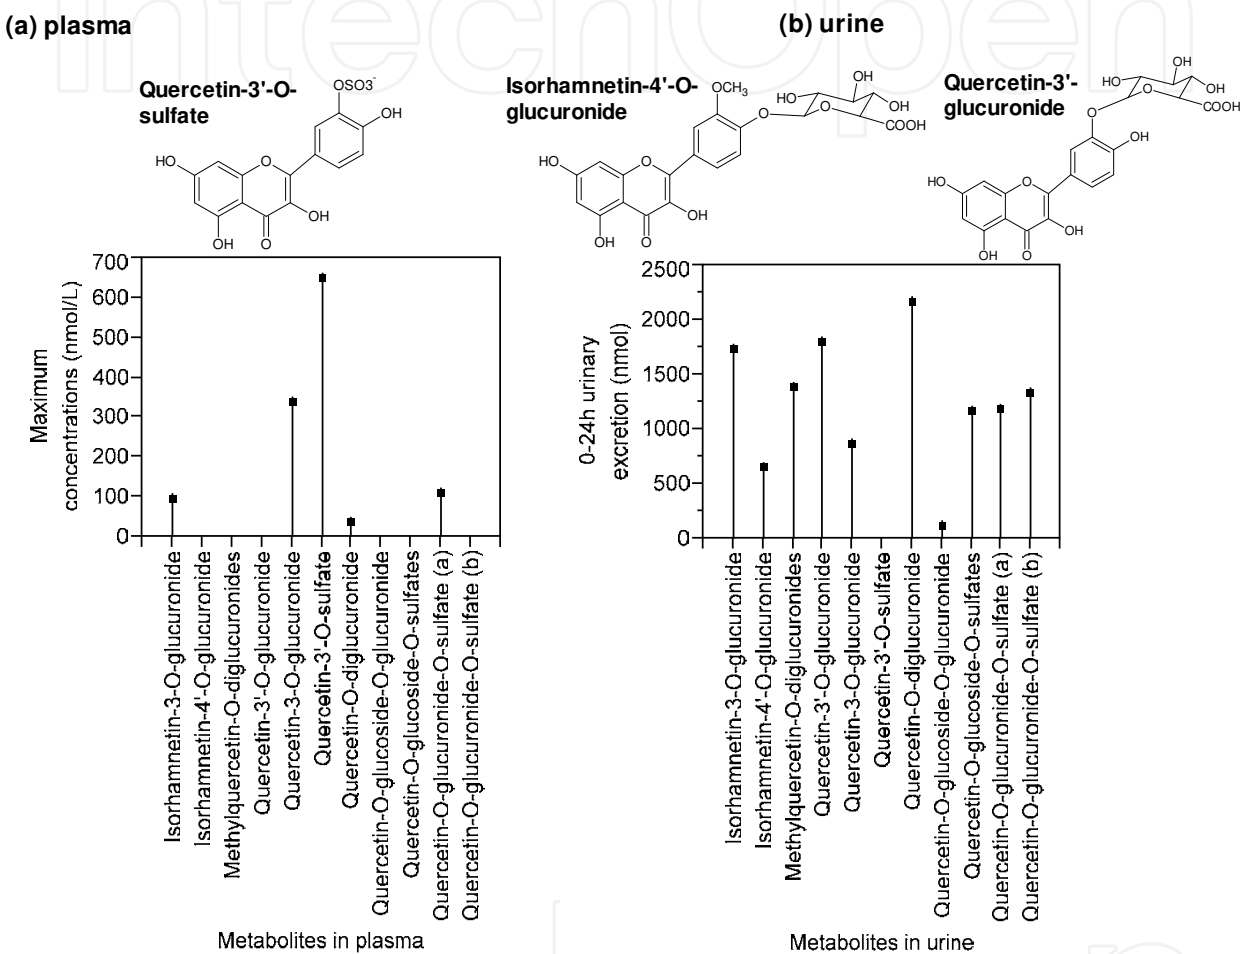 IntechOpen
(a) plasma
(b) urine
Quercetin-3'-O-
sulfate
OSO3-
OH
HO
O
OH
OH
O
Isorhamnetin-4'-O-
glucuronide
OCH3
O
HO
O
OH
OH
COOH
HO
O
OH
OH
O
Quercetin-3'-
glucuronide
HO
O
OH
OH
COOH
O
OH
HO
O
OH
OH
O
Maximum
concentrations (nmol/L)
700
600
500
400
300
200
100
0
Isorhamnetin-3-O-glucuronide
Isorhamnetin-4'-O-glucuronide
Methylquercetin-O-diglucuronides
Quercetin-3'-O-glucuronide
Quercetin-3-O-glucuronide
Quercetin-3'-O-sulfate
Quercetin-O-diglucuronide
Quercetin-O-glucoside-O-glucuronide
Quercetin-O-glucoside-O-sulfates
Quercetin-O-glucuronide-O-sulfate (a)
Quercetin-O-glucuronide-O-sulfate (b)
Metabolites in plasma
0-24h urinary
excretion (nmol)
2500
2000
1500
1000
500
0
Isorhamnetin-3-O-glucuronide
Isorhamnetin-4'-O-glucuronide
Methylquercetin-O-diglucuronides
Quercetin-3'-O-glucuronide
Quercetin-3-O-glucuronide
Quercetin-3'-O-sulfate
Quercetin-O-diglucuronide
Quercetin-O-glucoside-O-glucuronide
Quercetin-O-glucoside-O-sulfates
Quercetin-O-glucuronide-O-sulfate (a)
Quercetin-O-glucuronide-O-sulfate (b)
Metabolites in urine